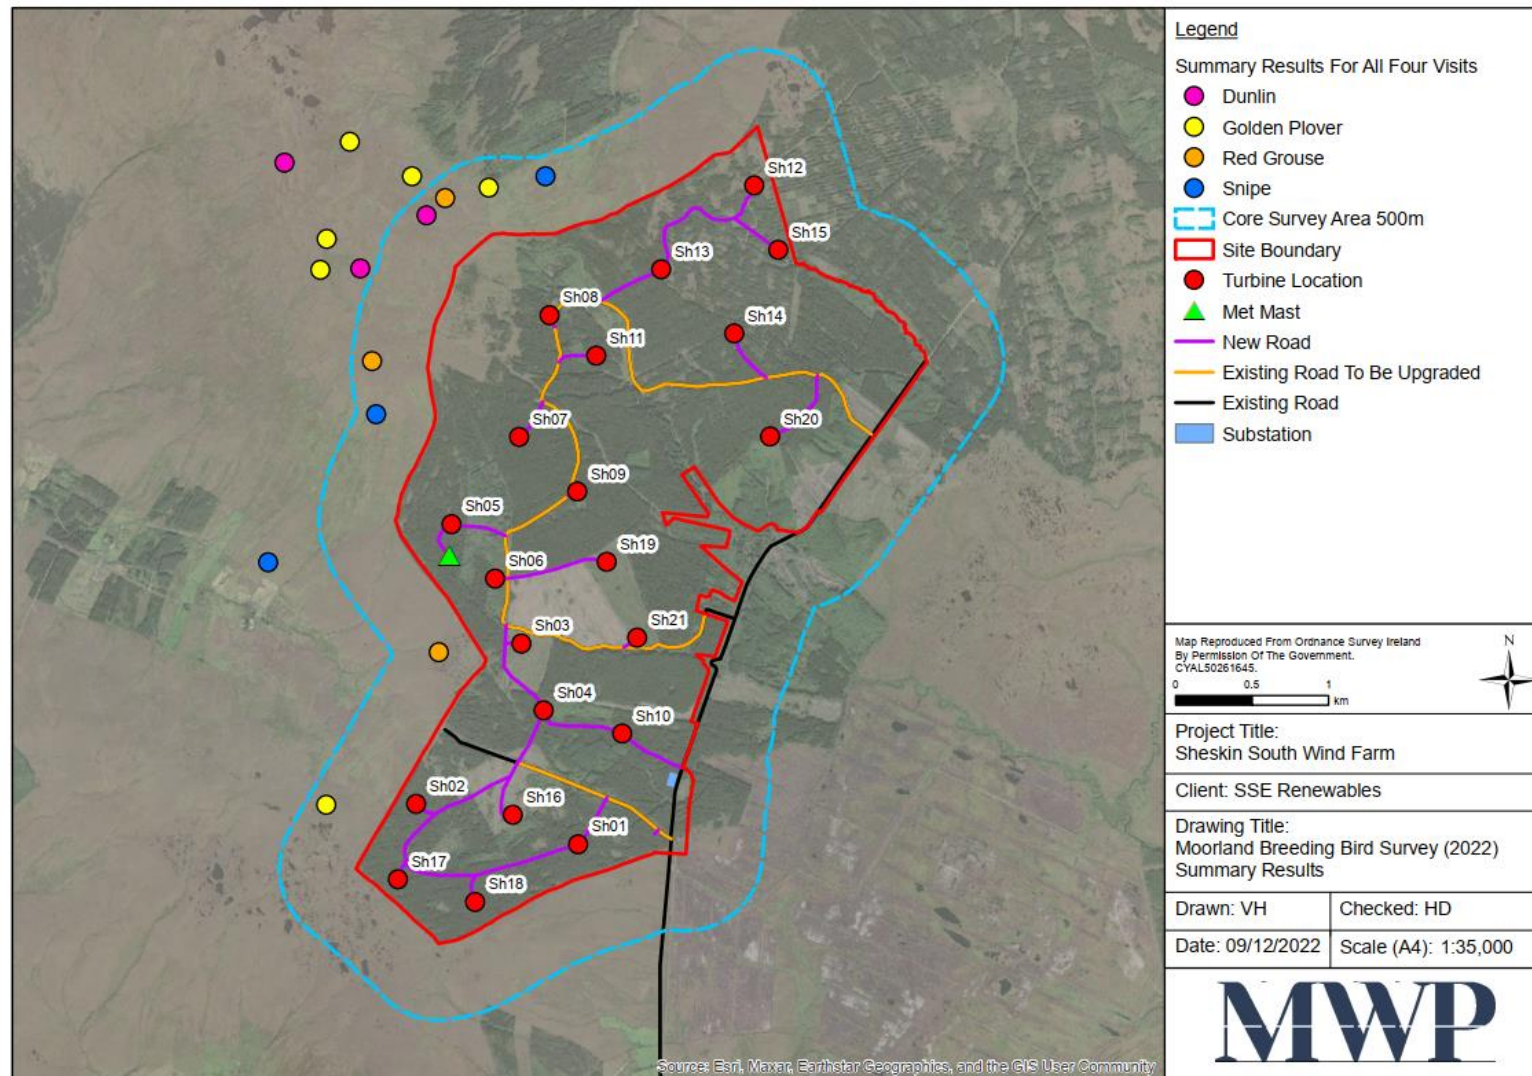 Sh12
Sh15
Sh13
Sh08
Sh14
Sh11
Sh07
Sh20
Sh09
Sh05
Sh19
Sh06
Sh21
Sh03
Sh04
Sh10
Sh02
Sh16
Sh01
Sh17
Sh18
Source: Esri, Maxar, Earthstar Geographics, and the GIS User Community
Legend
Summary Results For All Four Visits
Dunlin
Golden Plover
Red Grouse
Snipe
Core Survey Area 500m
Site Boundary
Turbine Location
Met Mast
New Road
Existing Road To Be Upgraded
Existing Road
Substation
Map Reproduced From Ordnance Survey Ireland
By Permission Of The Government.
CYAL50261645.
N
0 0.5 1
km
Project Title:
Sheskin South Wind Farm
Client: SSE Renewables
Drawing Title:
Moorland Breeding Bird Survey (2022)
Summary Results
Drawn: VH
Checked: HD
Date: 09/12/2022
Scale (A4): 1:35,000
MWP